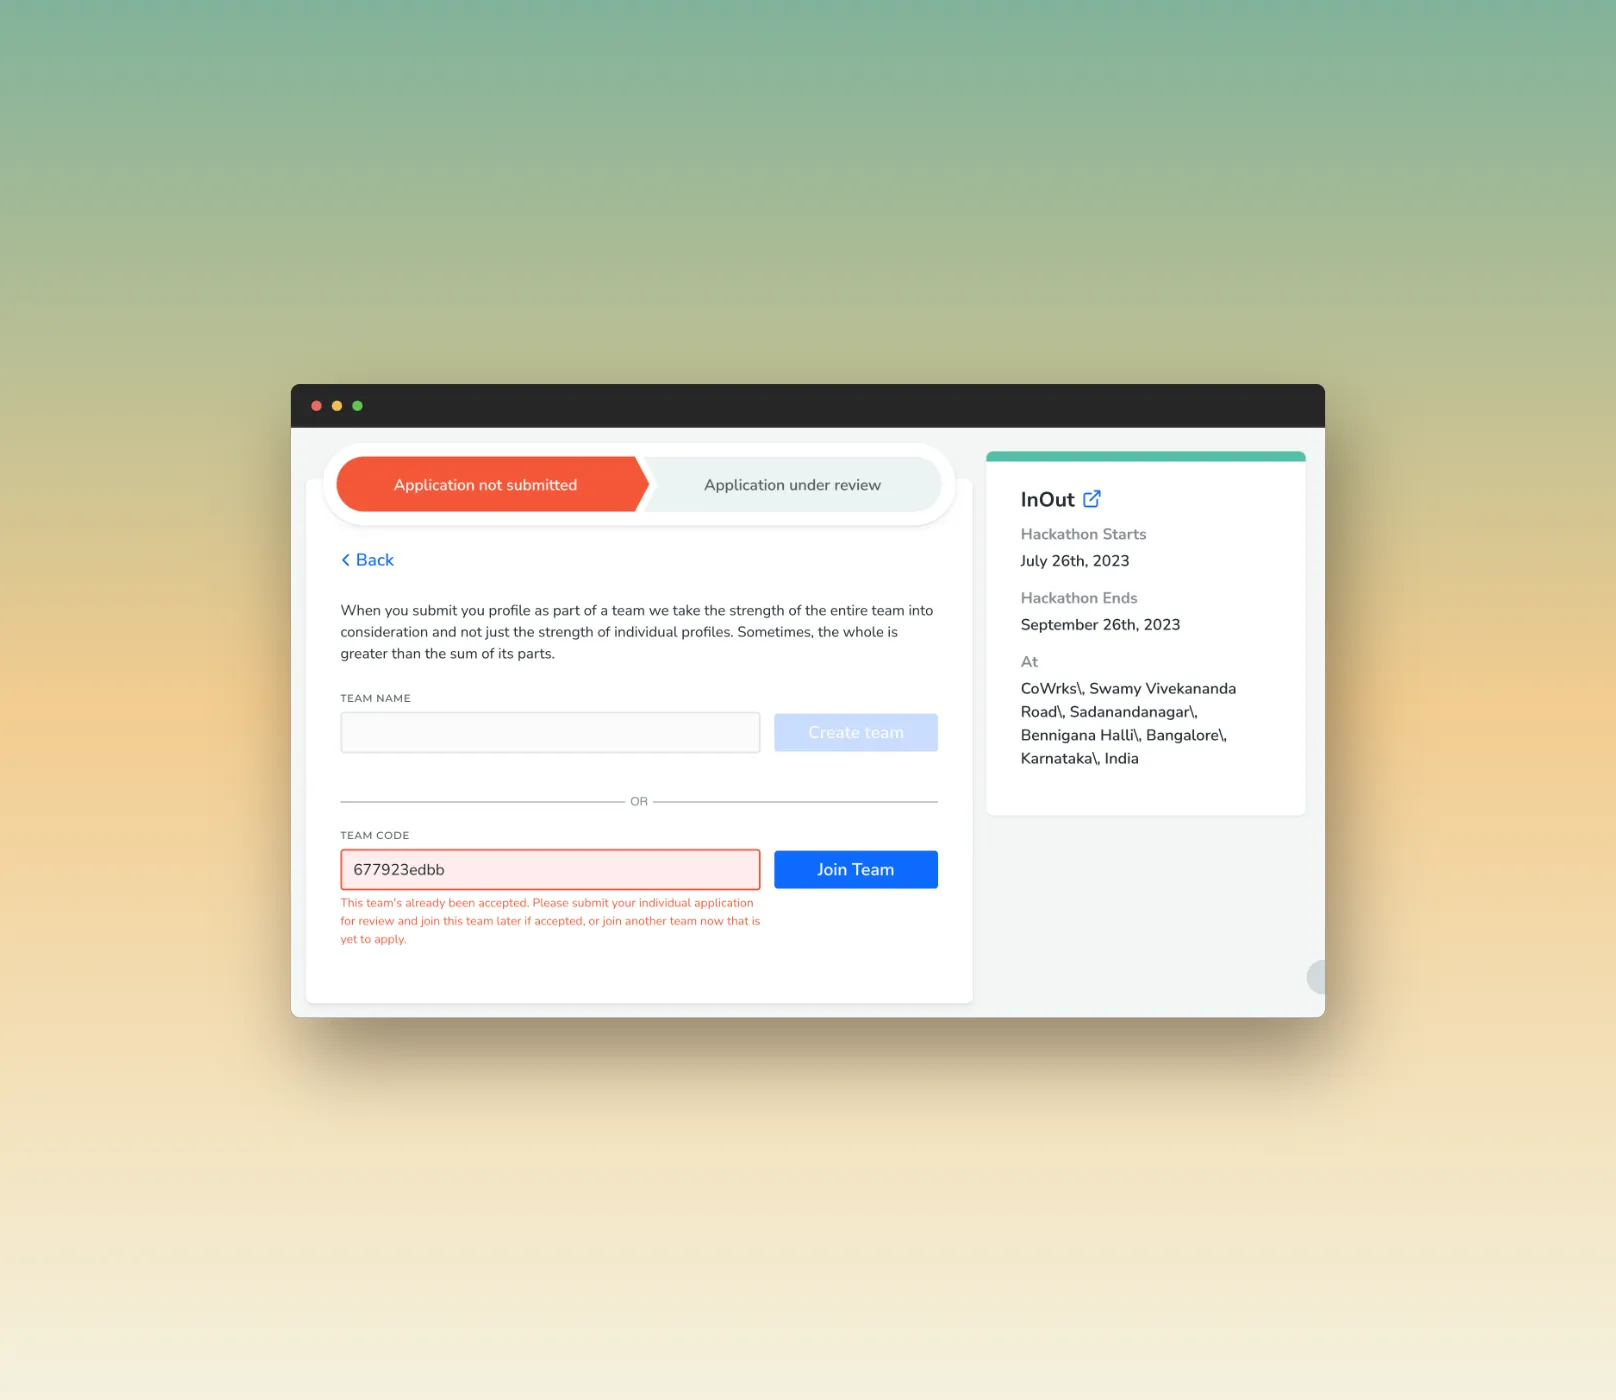 Application not submitted
Application under review
Back
When you submit you profile as part of a team we take the strength of the entire team into
consideration and not just the strength of individual profiles. Sometimes, the whole is
greater than the sum of its parts.
TEAM NAME
Create team
OR
TEAM CODE
677923edbb
Join Team
This team's already been accepted. Please submit your individual application
for review and join this team later if accepted, or join another team now that is
yet to apply.
InOut
Hackathon Starts
July 26th, 2023
Hackathon Ends
September 26th, 2023
At
CoWrks\, Swamy Vivekananda
Road\, Sadanandanagar\,
Bennigana Halli\, Bangalore\,
Karnataka\, India